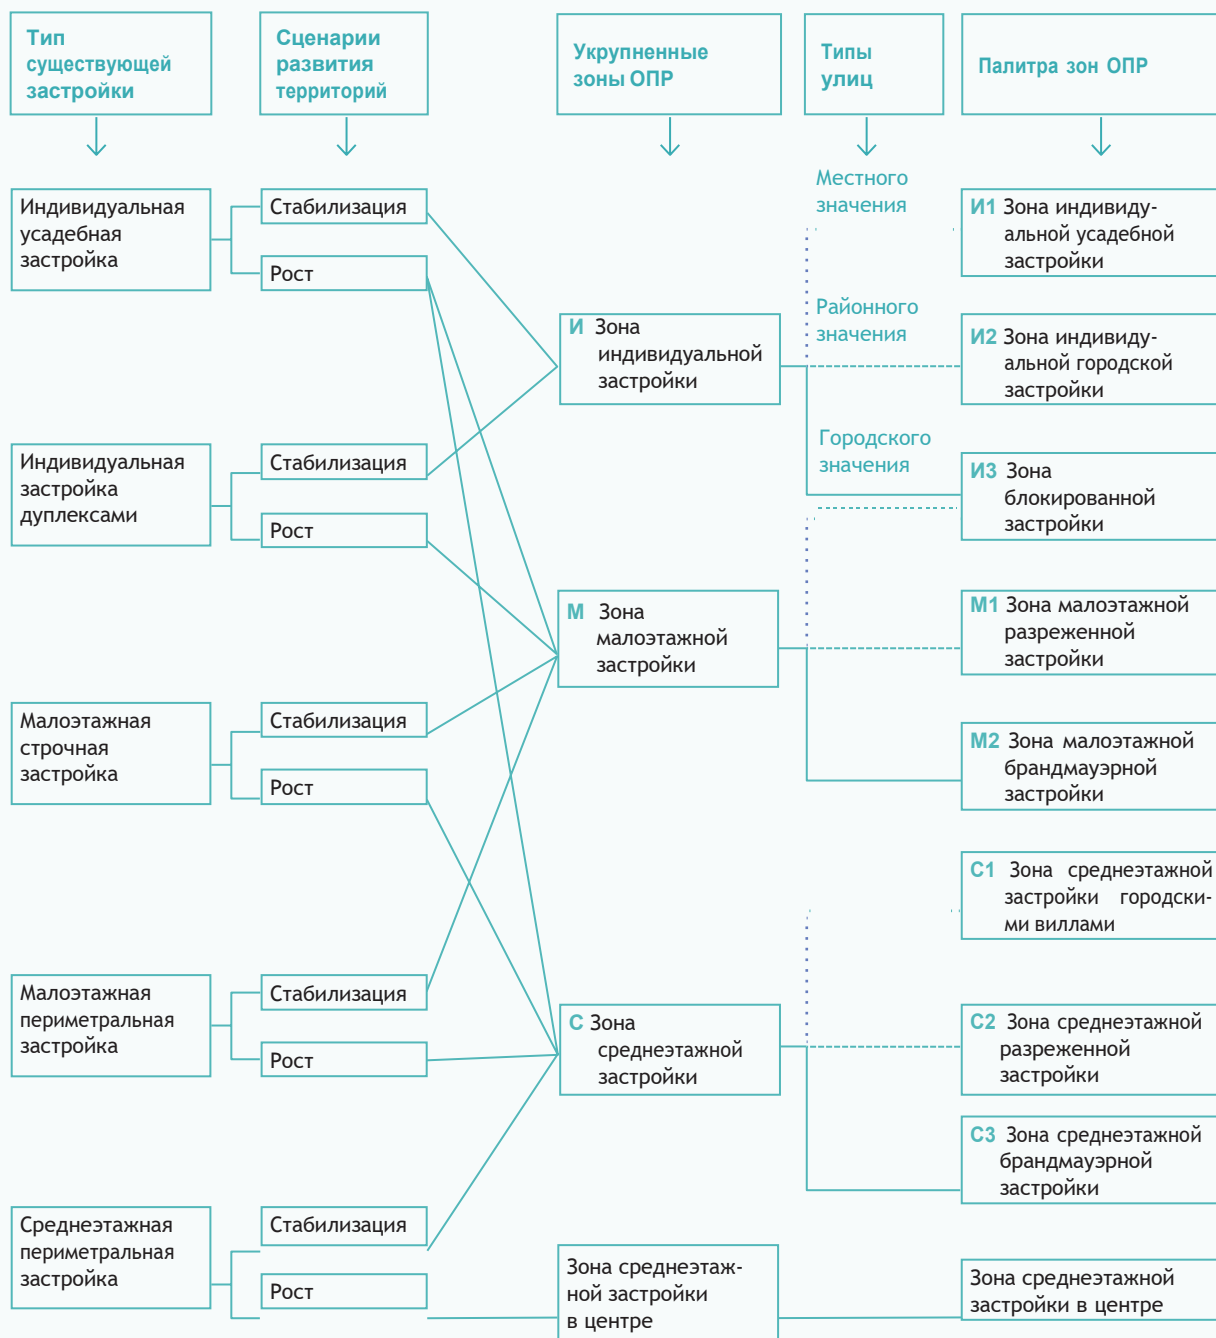 Тип
существующей
застройки
Сценарии
развития
территорий
Укрупненные
зоны ОПР
Типы
улиц
Палитра зон ОПР
Индивидуальная
усадебная
застройка
Стабилизация
Рост
Индивидуальная
застройка
дуплексами
Стабилизация
Рост
Малоэтажная
строчная
застройка
Стабилизация
Рост
Малоэтажная
периметральная
застройка
Стабилизация
Рост
Среднеэтажная
периметральная
застройка
Стабилизация
Рост
И Зона
индивидуальной
застройки
М Зона
малоэтажной
застройки
С Зона
среднеэтажной
застройки
Зона среднеэтаж-
ной застройки
в центре
Местного
значения
Районного
значения
Городского
значения
И1 Зона индивиду-
альной усадебной
застройки
И2 Зона индивиду-
альной городской
застройки
И3 Зона
блокированной
застройки
М1 Зона малоэтажной
разреженной
застройки
М2 Зона малоэтажной
брандмауэрной
застройки
С1 Зона среднеэтажной
застройки городски-
ми виллами
С2 Зона среднеэтажной
разреженной
застройки
С3 Зона среднеэтажной
брандмауэрной
застройки
Зона среднеэтажной
застройки в центре